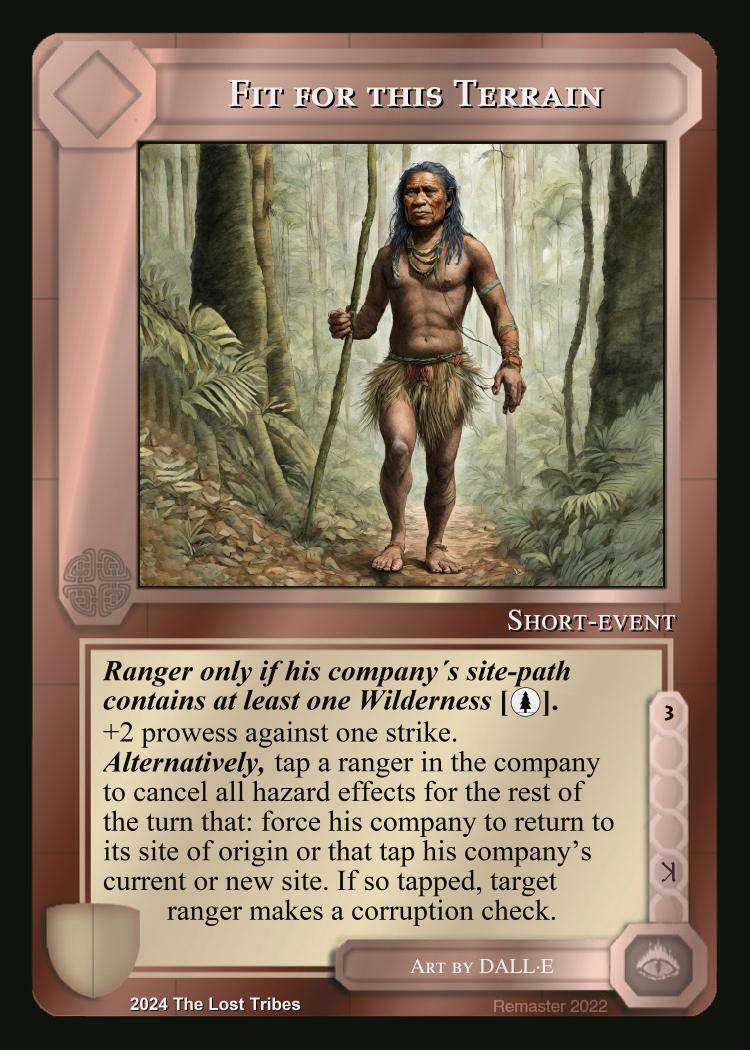 Fit for this Terrain
Short-event
Ranger only if his company´s site-path
contains at least one Wilderness [ ].
+2 prowess against one strike.
Alternatively, tap a ranger in the company
to cancel all hazard effects for the rest of
the turn that: force his company to return to
its site of origin or that tap his company’s
current or new site. If so tapped, target
ranger makes a corruption check.
3
Art by DALL·E
2024 The Lost Tribes
Remaster 2022